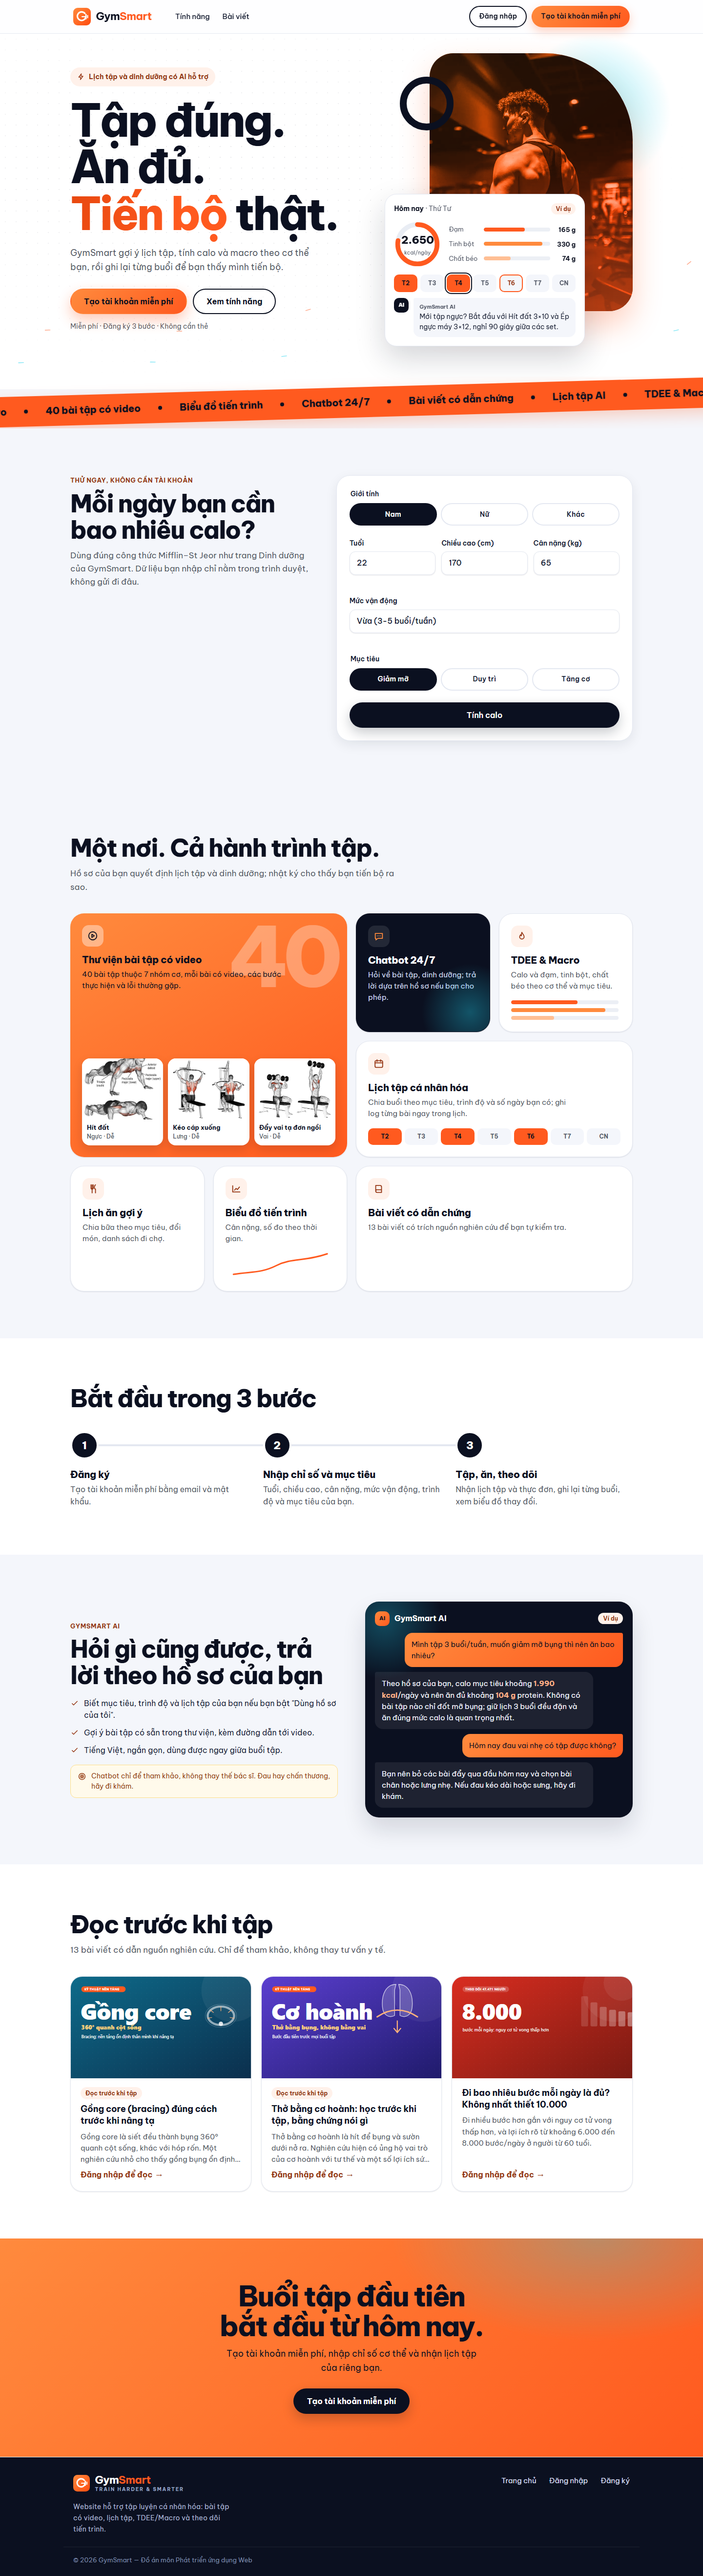 GymSmart
Tính năng
Bài viết
Đăng nhập
Tạo tài khoản miễn phí
Lịch tập và dinh dưỡng có AI hỗ trợ
Tập đúng.
Ăn đủ.
Tiến bộ thật.
GymSmart gợi ý lịch tập, tính calo và macro theo cơ thể
bạn, rồi ghi lại từng buổi để bạn thấy mình tiến bộ.
Tạo tài khoản miễn phí
Xem tính năng
Miễn phí · Đăng ký 3 bước · Không cần thẻ
Hôm nay · Thứ Tư
Ví dụ
2.650
kcal/ngày
Đạm 165 g
Tinh bột 330 g
Chất béo 74 g
T2 T3 T4 T5 T6 T7 CN
AI
GymSmart AI
Mới tập ngực? Bắt đầu với Hít đất 3×10 và Ép
ngực máy 3×12, nghỉ 90 giây giữa các set.
o • 40 bài tập có video • Biểu đồ tiến trình • Chatbot 24/7 • Bài viết có dẫn chứng • Lịch tập AI • TDEE & Mac
THỬ NGAY, KHÔNG CẦN TÀI KHOẢN
Mỗi ngày bạn cần
bao nhiêu calo?
Dùng đúng công thức Mifflin–St Jeor như trang Dinh dưỡng
của GymSmart. Dữ liệu bạn nhập chỉ nằm trong trình duyệt,
không gửi đi đâu.
Giới tính
Nam Nữ Khác
Tuổi Chiều cao (cm) Cân nặng (kg)
22 170 65
Mức vận động
Vừa (3-5 buổi/tuần)
Mục tiêu
Giảm mỡ Duy trì Tăng cơ
Tính calo
Một nơi. Cả hành trình tập.
Hồ sơ của bạn quyết định lịch tập và dinh dưỡng; nhật ký cho thấy bạn tiến bộ ra
sao.
40
Thư viện bài tập có video
40 bài tập thuộc 7 nhóm cơ, mỗi bài có video, các bước
thực hiện và lỗi thường gặp.
Hít đất
Ngực · Dễ
Kéo cáp xuống
Lưng · Dễ
Đẩy vai tạ đơn ngồi
Vai · Dễ
Chatbot 24/7
Hỏi về bài tập, dinh dưỡng; trả
lời dựa trên hồ sơ nếu bạn cho
phép.
TDEE & Macro
Calo và đạm, tinh bột, chất
béo theo cơ thể và mục tiêu.
Lịch tập cá nhân hóa
Chia buổi theo mục tiêu, trình độ và số ngày bạn có; ghi
log từng bài ngay trong lịch.
T2 T3 T4 T5 T6 T7 CN
Lịch ăn gợi ý
Chia bữa theo mục tiêu, đổi
món, danh sách đi chợ.
Biểu đồ tiến trình
Cân nặng, số đo theo thời
gian.
Bài viết có dẫn chứng
13 bài viết có trích nguồn nghiên cứu để bạn tự kiểm tra.
Bắt đầu trong 3 bước
1 2 3
Đăng ký
Tạo tài khoản miễn phí bằng email và mật
khẩu.
Nhập chỉ số và mục tiêu
Tuổi, chiều cao, cân nặng, mức vận động, trình
độ và mục tiêu của bạn.
Tập, ăn, theo dõi
Nhận lịch tập và thực đơn, ghi lại từng buổi,
xem biểu đồ thay đổi.
GYMSMART AI
Hỏi gì cũng được, trả
lời theo hồ sơ của bạn
Biết mục tiêu, trình độ và lịch tập của bạn nếu bạn bật "Dùng hồ sơ
của tôi".
Gợi ý bài tập có sẵn trong thư viện, kèm đường dẫn tới video.
Tiếng Việt, ngắn gọn, dùng được ngay giữa buổi tập.
Chatbot chỉ để tham khảo, không thay thế bác sĩ. Đau hay chấn thương,
hãy đi khám.
AI
GymSmart AI
Ví dụ
Mình tập 3 buổi/tuần, muốn giảm mỡ bụng thì nên ăn bao
nhiêu?
Theo hồ sơ của bạn, calo mục tiêu khoảng 1.990
kcal/ngày và nên ăn đủ khoảng 104 g protein. Không có
bài tập nào chỉ đốt mỡ bụng; giữ lịch 3 buổi đều đặn và
ăn đúng mức calo là quan trọng nhất.
Hôm nay đau vai nhẹ có tập được không?
Bạn nên bỏ các bài đẩy qua đầu hôm nay và chọn bài
chân hoặc lưng nhẹ. Nếu đau kéo dài hoặc sưng, hãy đi
khám.
Đọc trước khi tập
13 bài viết có dẫn nguồn nghiên cứu. Chỉ để tham khảo, không thay tư vấn y tế.
KỸ THUẬT NỀN TẢNG
Gồng core
360° quanh cột sống
Bracing: nền tảng ổn định thân mình khi nâng tạ
Đọc trước khi tập
Gồng core (bracing) đúng cách
trước khi nâng tạ
Gồng core là siết đều thành bụng 360°
quanh cột sống, khác với hóp rốn. Một
nghiên cứu nhỏ cho thấy gồng bụng ổn định...
Đăng nhập để đọc →
KỸ THUẬT NỀN TẢNG
Cơ hoành
Thở bằng bụng, không bằng vai
Bước đầu tiên trước mọi buổi tập
Đọc trước khi tập
Thở bằng cơ hoành: học trước khi
tập, bằng chứng nói gì
Thở bằng cơ hoành là hít để bụng và sườn
dưới nở ra. Nghiên cứu hiện có ủng hộ vai trò
của cơ hoành với tư thế và một số lợi ích sứ...
Đăng nhập để đọc →
8.000
bước mỗi ngày: nguy cơ tử vong thấp hơn
Đi bao nhiêu bước mỗi ngày là đủ?
Không nhất thiết 10.000
Đi nhiều bước hơn gắn với nguy cơ tử vong
thấp hơn, và lợi ích rõ từ khoảng 6.000 đến
8.000 bước/ngày ở người từ 60 tuổi.
Đăng nhập để đọc →
Buổi tập đầu tiên
bắt đầu từ hôm nay.
Tạo tài khoản miễn phí, nhập chỉ số cơ thể và nhận lịch tập
của riêng bạn.
Tạo tài khoản miễn phí
GymSmart
TRAIN HARDER & SMARTER
Trang chủ
Đăng nhập
Đăng ký
Website hỗ trợ tập luyện cá nhân hóa: bài tập
có video, lịch tập, TDEE/Macro và theo dõi
tiến trình.
© 2026 GymSmart — Đồ án môn Phát triển ứng dụng Web